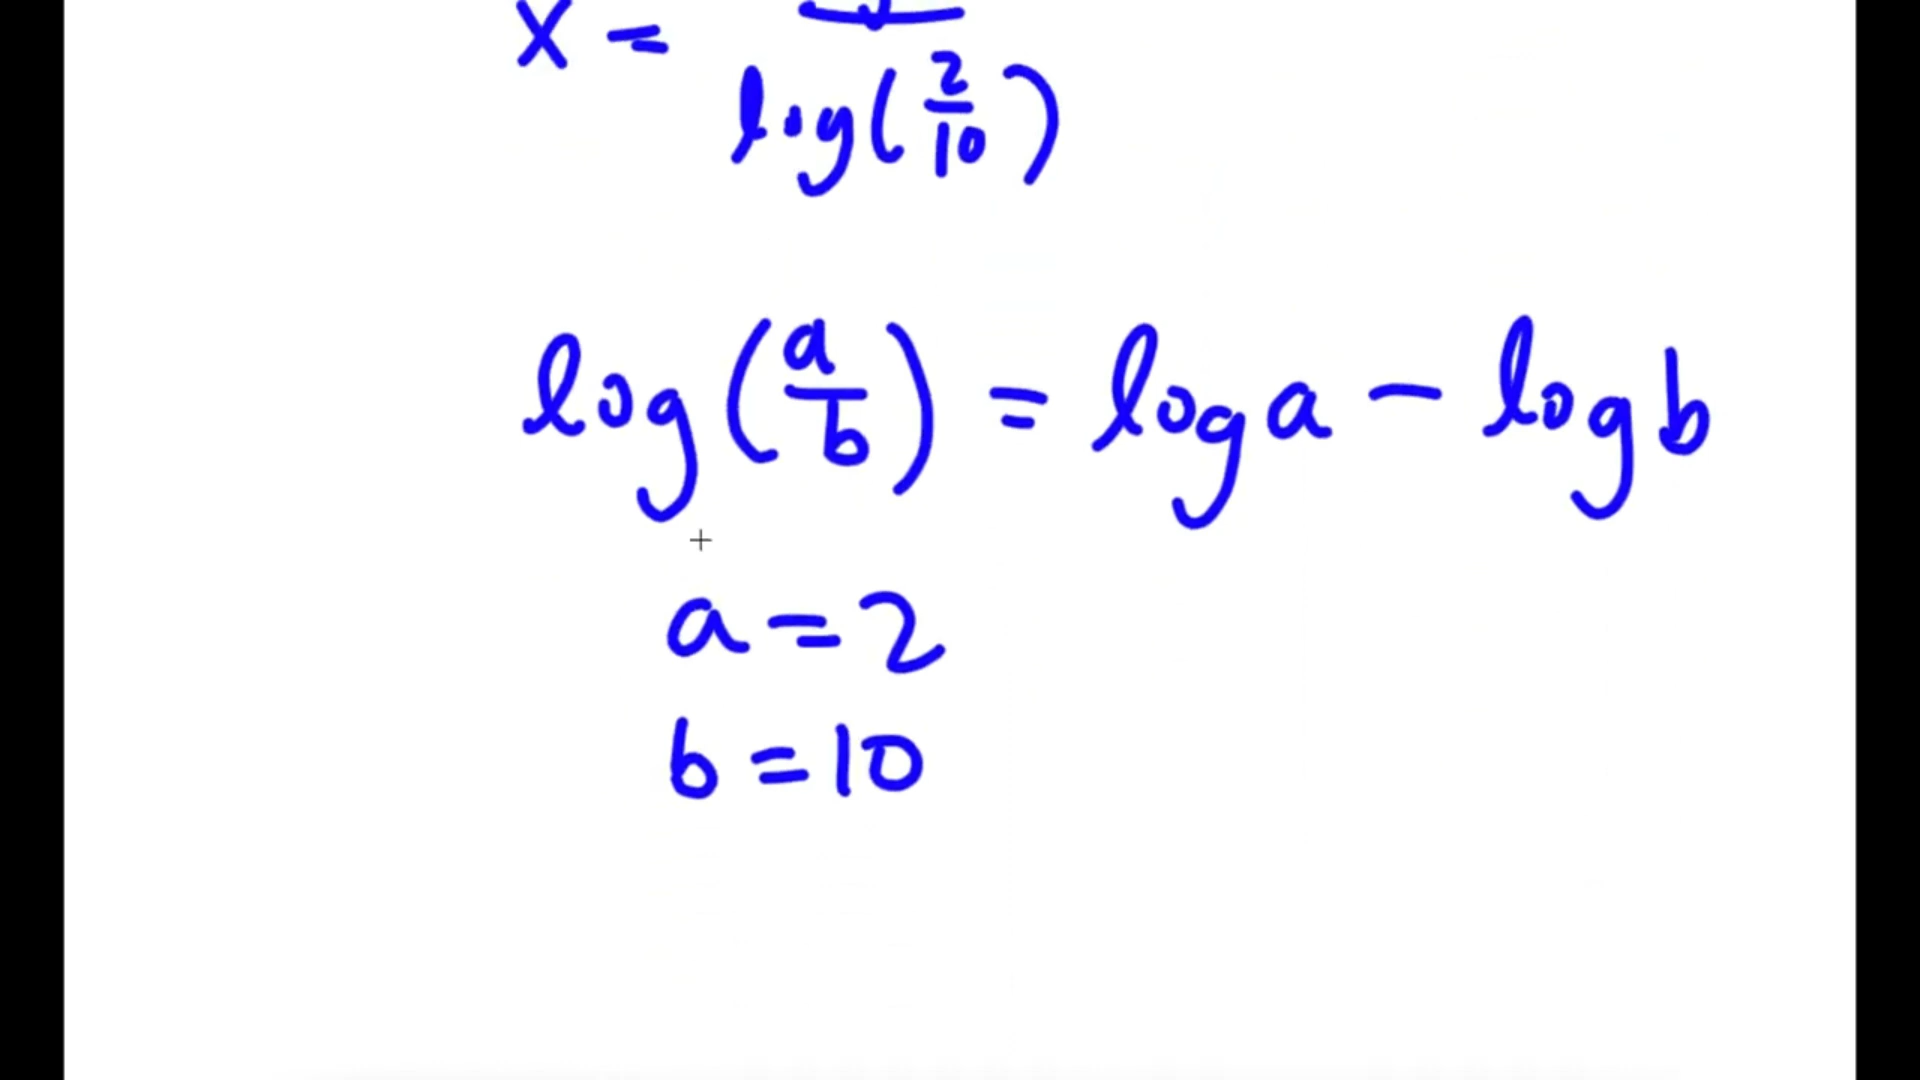 x =
log(2/10)
log(a/b) = log a - log b
a = 2
b = 10